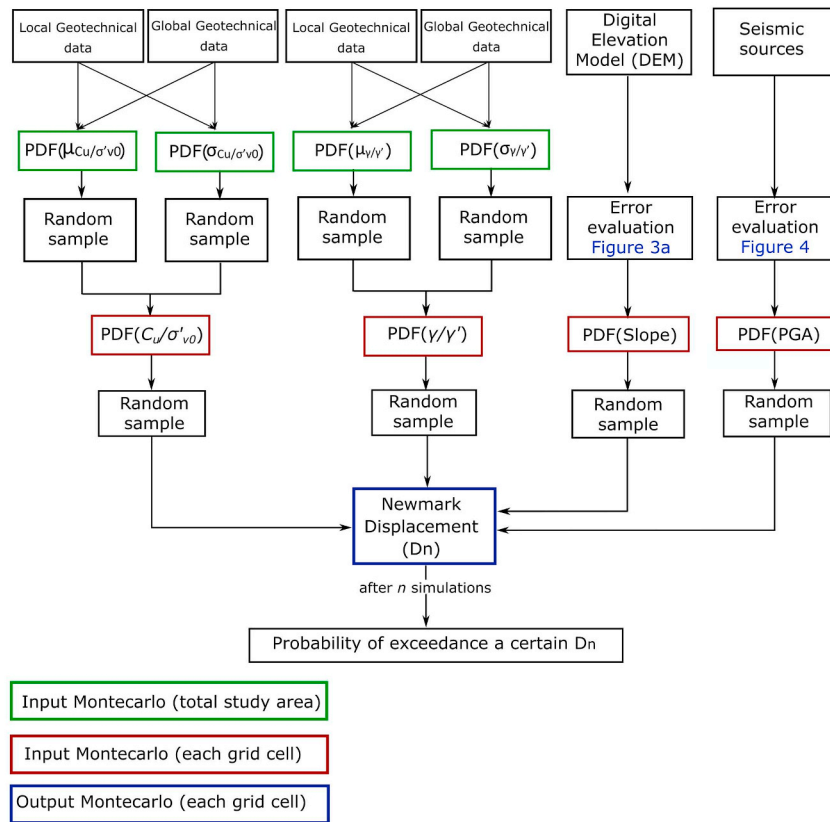 Local Geotechnical
data
Global Geotechnical
data
Local Geotechnical
data
Global Geotechnical
data
Digital
Elevation
Model (DEM)
Seismic
sources
PDF(μCu/σ'v0)
PDF(σCu/σ'v0)
PDF(μγ/γ')
PDF(σγ/γ')
Random
sample
Random
sample
Random
sample
Random
sample
Error
evaluation
Figure 3a
Error
evaluation
Figure 4
PDF(Cu/σ'v0)
PDF(γ/γ')
PDF(Slope)
PDF(PGA)
Random
sample
Random
sample
Random
sample
Random
sample
Newmark
Displacement
(Dn)
after n simulations
Probability of exceedance a certain Dn
Input Montecarlo (total study area)
Input Montecarlo (each grid cell)
Output Montecarlo (each grid cell)